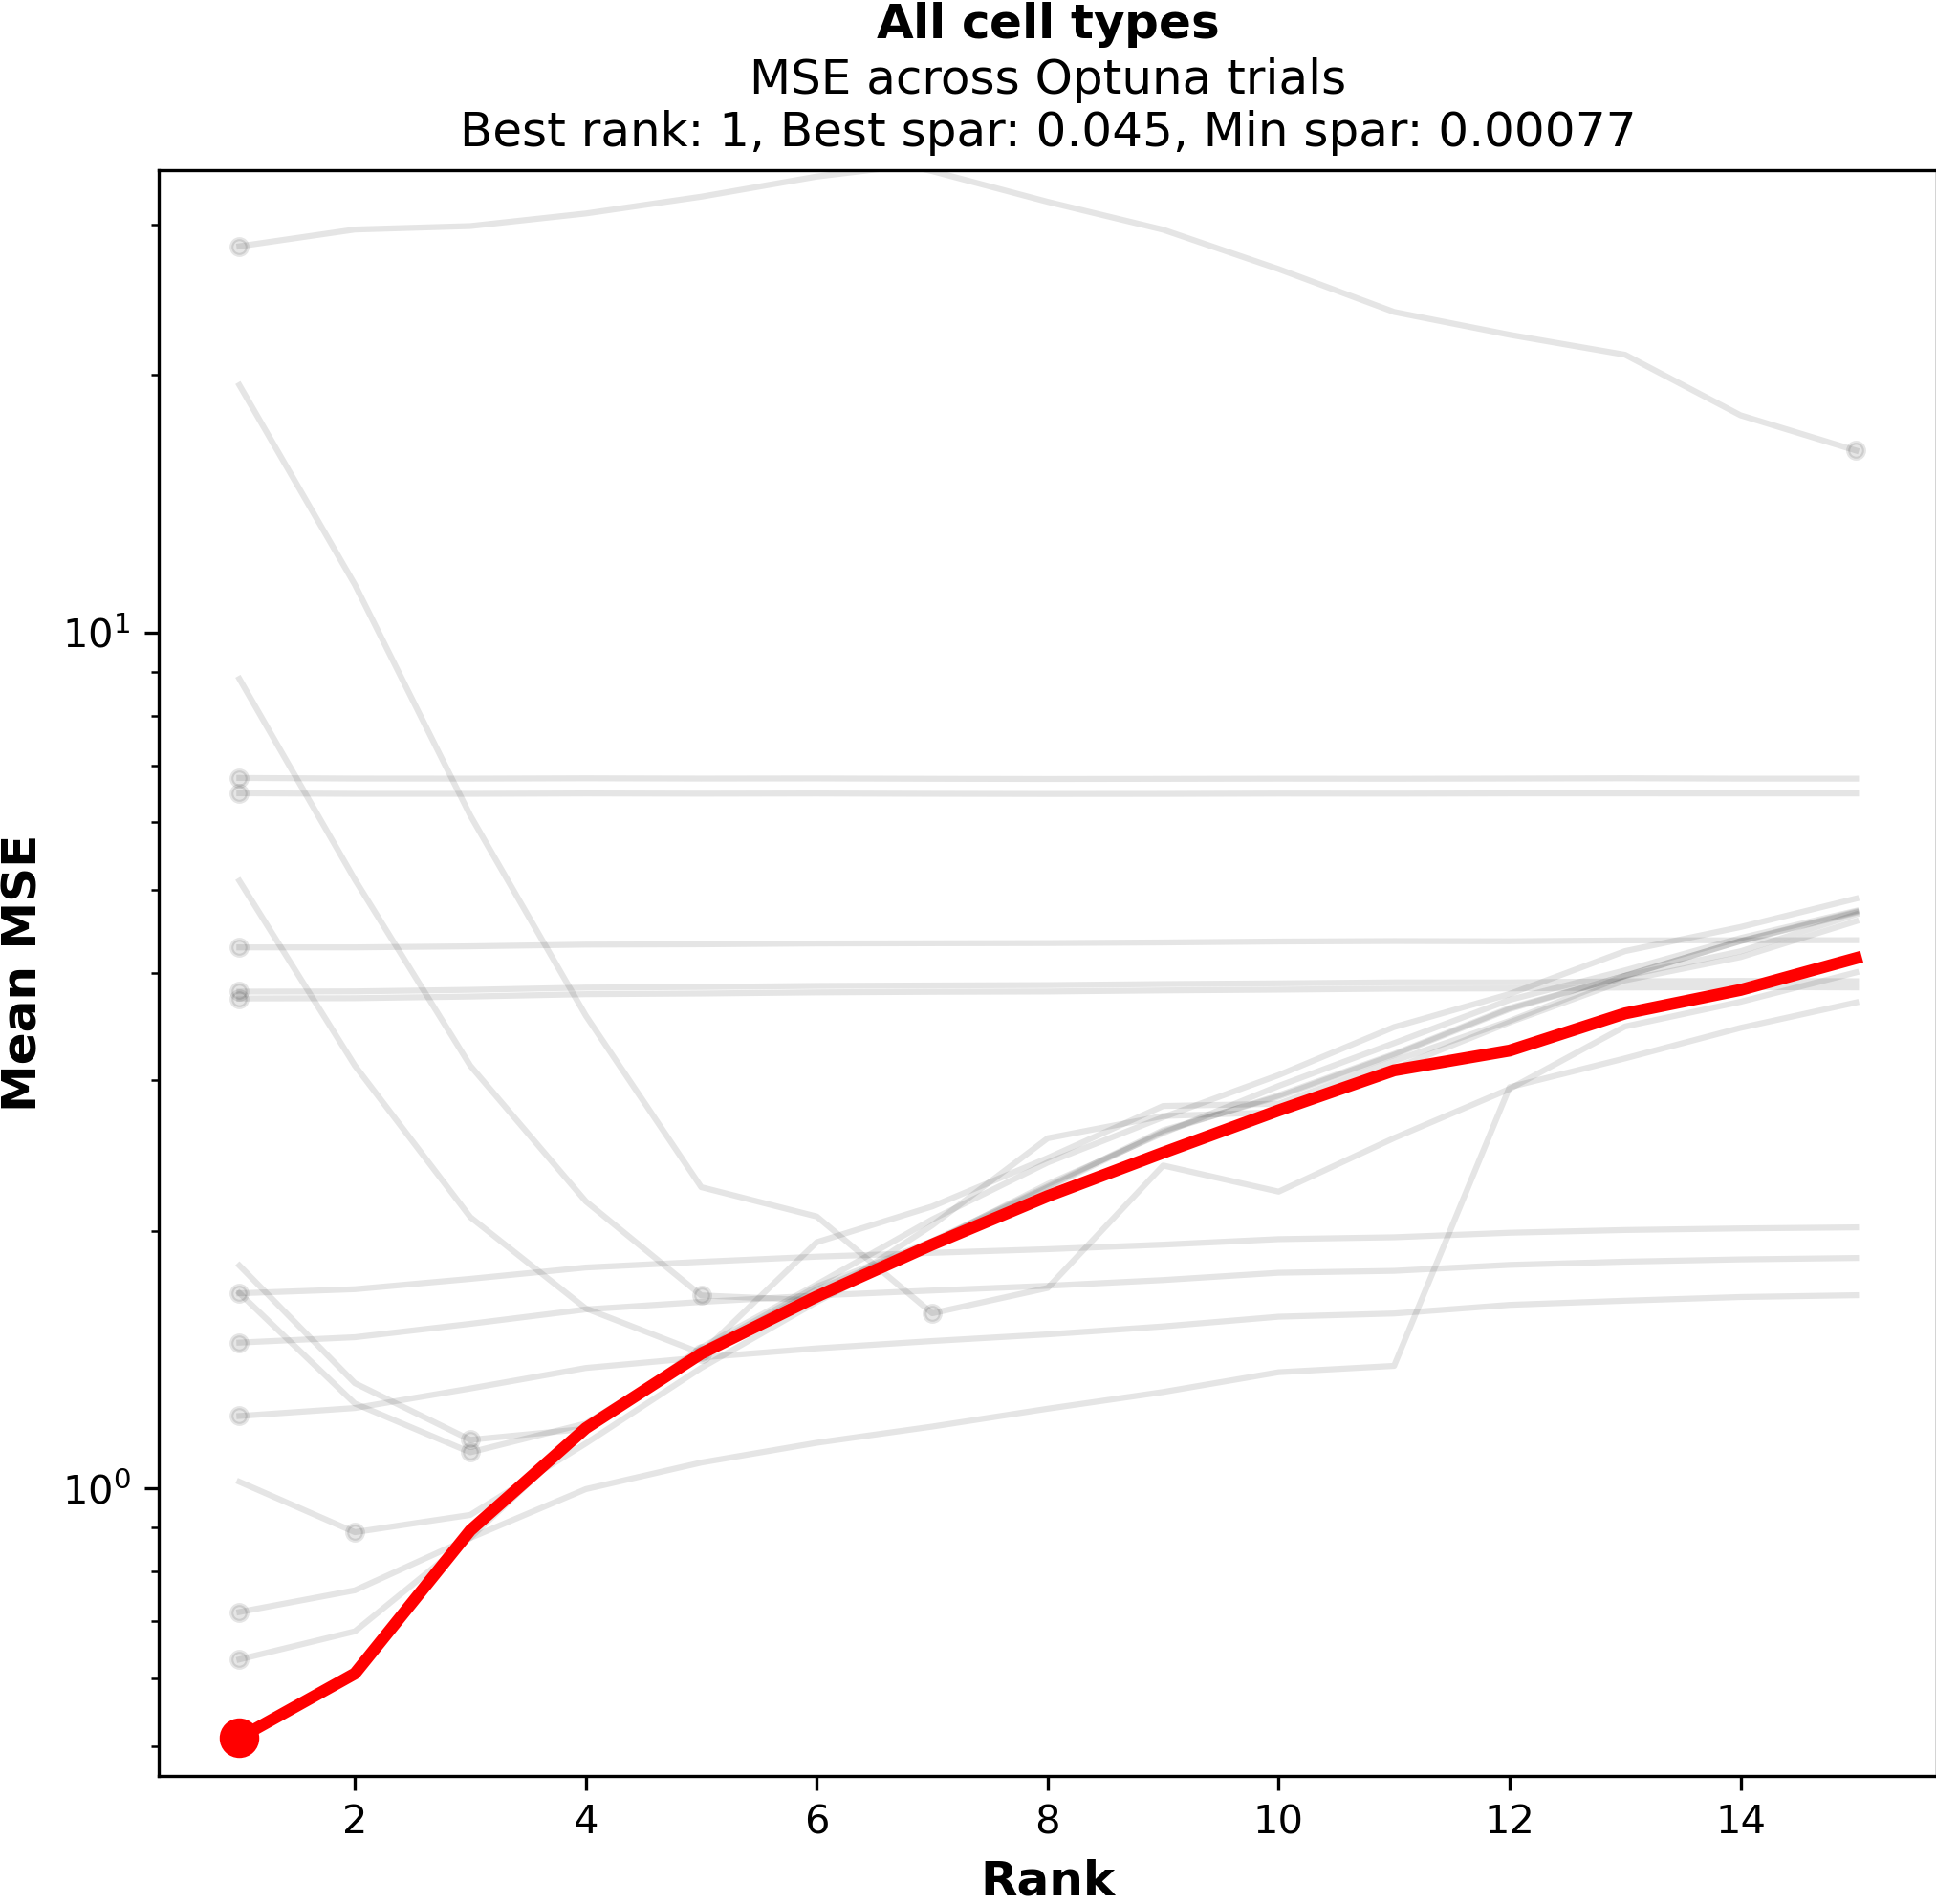 All cell types
MSE across Optuna trials
Best rank: 1, Best spar: 0.045, Min spar: 0.00077
Mean MSE
10¹
10⁰
2 4 6 8 10 12 14
Rank